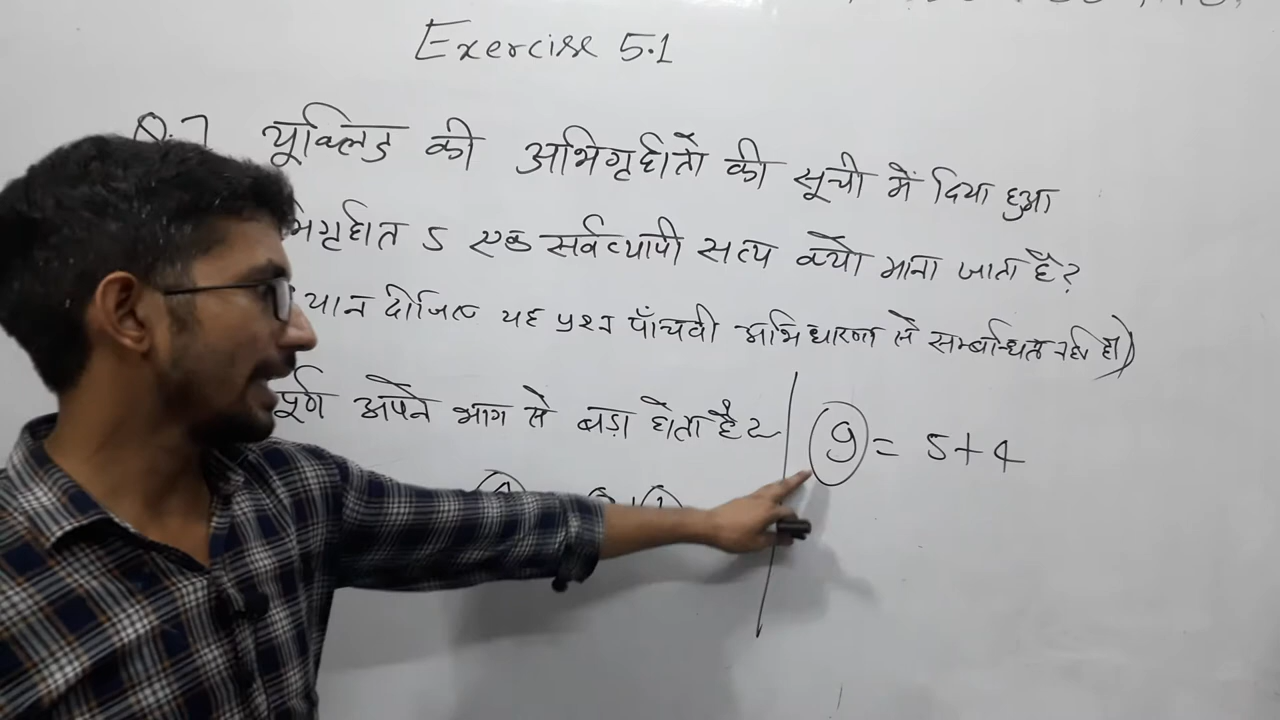 Exercise 5.1
Q.7 यूक्लिड की अभिगृहीतों की सूची में दिया हुआ
भिगृहीत 5 एक सर्वव्यापी सत्य क्यों माना जाता है?
यान दीजिए यह प्रश्न पाँचवी अभिधारणा से सम्बन्धित नहीं है)
पूर्ण अपने भाग से बड़ा होता है
9 = 5+4